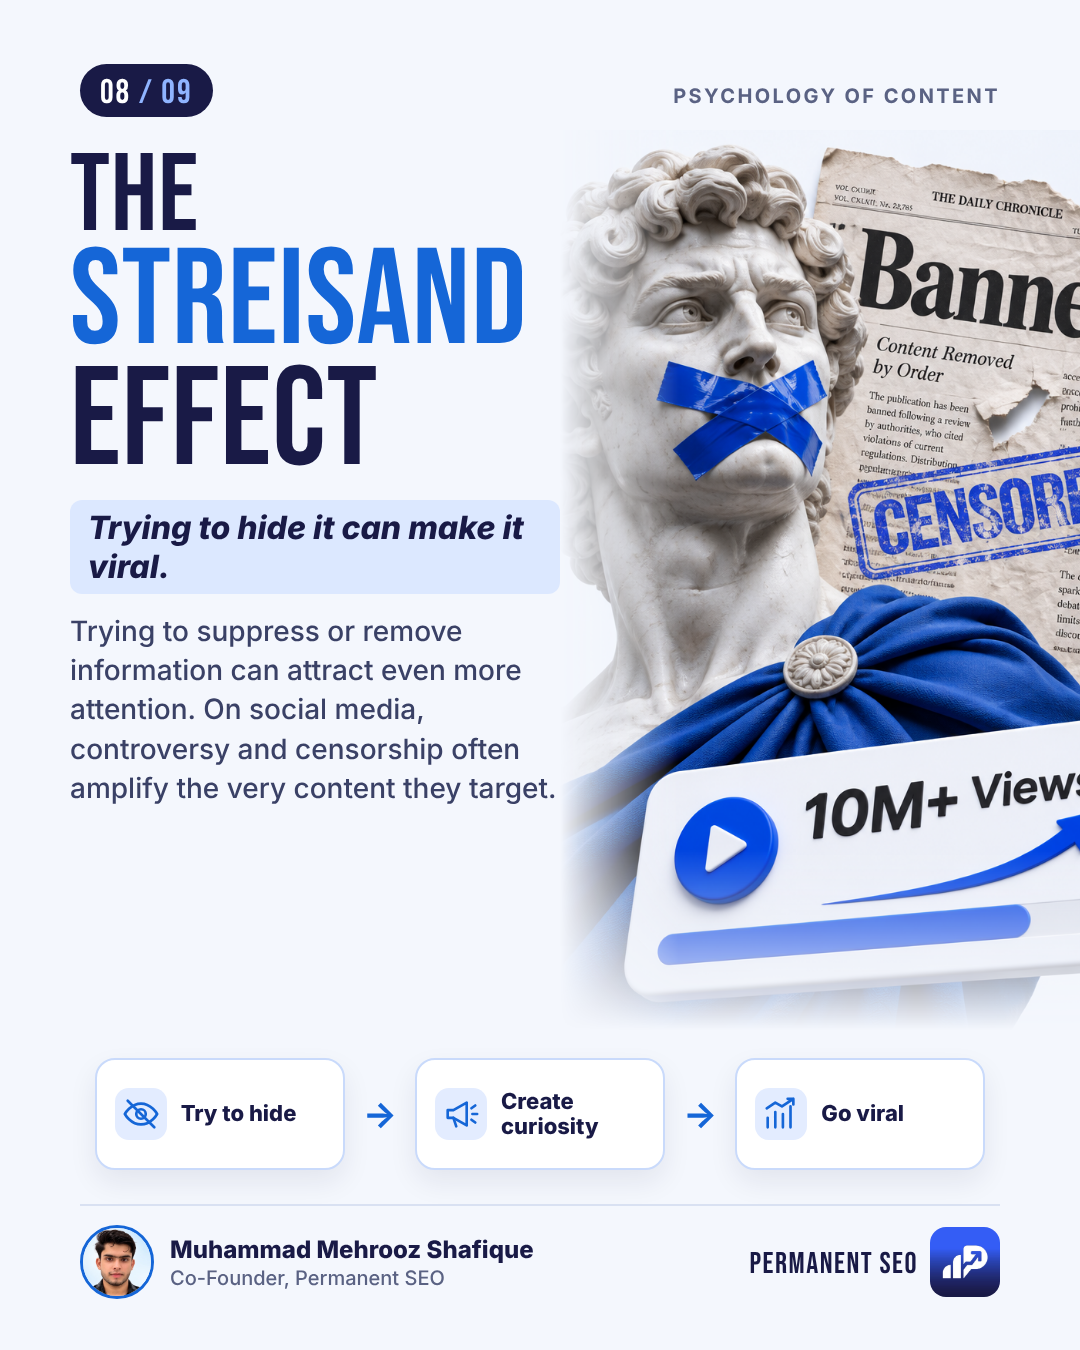 08 / 09
PSYCHOLOGY OF CONTENT
THE
STREISAND
EFFECT
Trying to hide it can make it
viral.
Trying to suppress or remove
information can attract even more
attention. On social media,
controversy and censorship often
amplify the very content they target.
THE DAILY CHRONICLE
Banne
Content Removed
by Order
The publication has been
banned following a review
by authorities, who cited
violatons of current
regulations. Distribution
CENSORE
10M+ Views
Try to hide
Create
curiosity
Go viral
Muhammad Mehrooz Shafique
Co-Founder, Permanent SEO
PERMANENT SEO